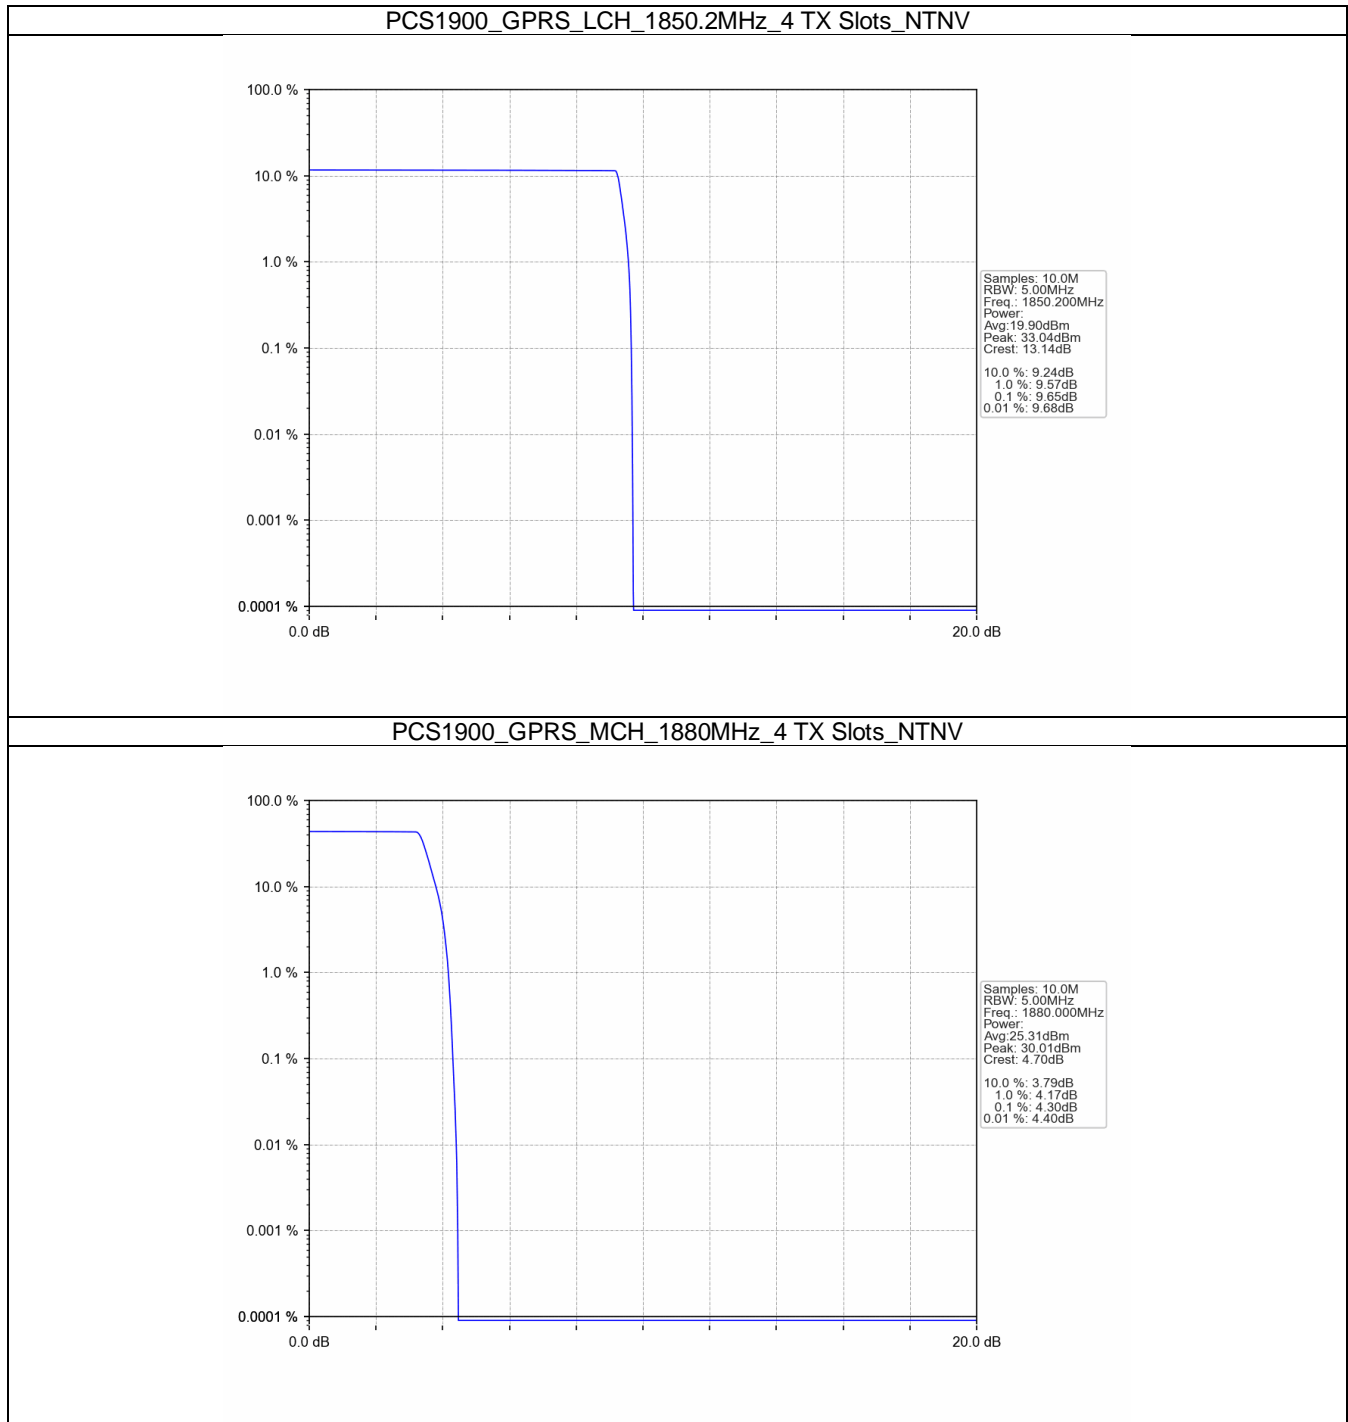 PCS1900_GPRS_LCH_1850.2MHz_4 TX Slots_NTNV
100.0 %
10.0 %
1.0 %
0.1 %
0.01 %
0.001 %
0.0001 %
0.0 dB
20.0 dB
Samples: 10.0M
RBW: 5.00MHz
Freq.: 1850.200MHz
Power:
Avg:19.90dBm
Peak: 33.04dBm
Crest: 13.14dB
10.0 %: 9.24dB
1.0 %: 9.57dB
0.1 %: 9.65dB
0.01 %: 9.68dB
PCS1900_GPRS_MCH_1880MHz_4 TX Slots_NTNV
100.0 %
10.0 %
1.0 %
0.1 %
0.01 %
0.001 %
0.0001 %
0.0 dB
20.0 dB
Samples: 10.0M
RBW: 5.00MHz
Freq.: 1880.000MHz
Power:
Avg:25.31dBm
Peak: 30.01dBm
Crest: 4.70dB
10.0 %: 3.79dB
1.0 %: 4.17dB
0.1 %: 4.30dB
0.01 %: 4.40dB